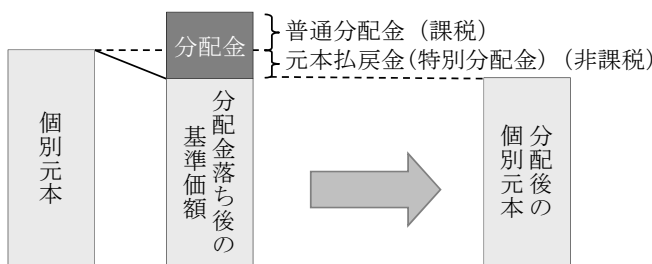 普通分配金（課税）
分配金
元本払戻金(特別分配金)（非課税)
個別元本
分配金落ち後の
基準価額
分配後の
個別元本